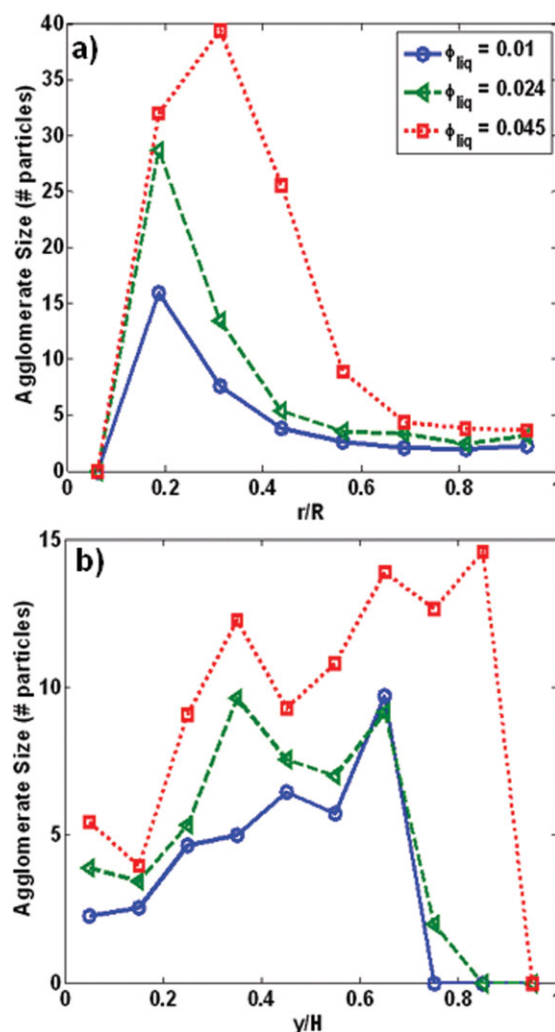 a)
ϕliq = 0.01
ϕliq = 0.024
ϕliq = 0.045
Agglomerate Size (# particles)
40
35
30
25
20
15
10
5
0
0 0.2 0.4 0.6 0.8 1
r/R
b)
Agglomerate Size (# particles)
15
10
5
0
0 0.2 0.4 0.6 0.8 1
y/H